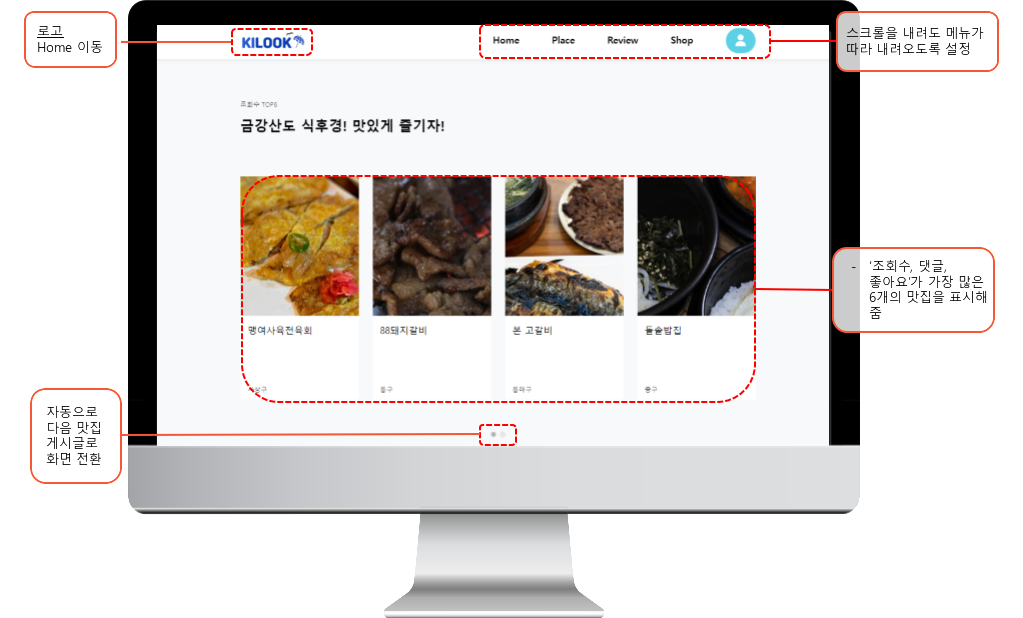 로고
Home 이동
KILOOK
Home
Place
Review
Shop
스크롤을 내려도 메뉴가
따라 내려오도록 설정
조회수 TOP6
금강산도 식후경! 맛있게 즐기자!
맹여사육전육회
88돼지갈비
본 고갈비
돌솥밥집
동구
동래구
중구
- '조회수, 댓글,
좋아요'가 가장 많은
6개의 맛집을 표시해
줌
자동으로
다음 맛집
게시글로
화면 전환